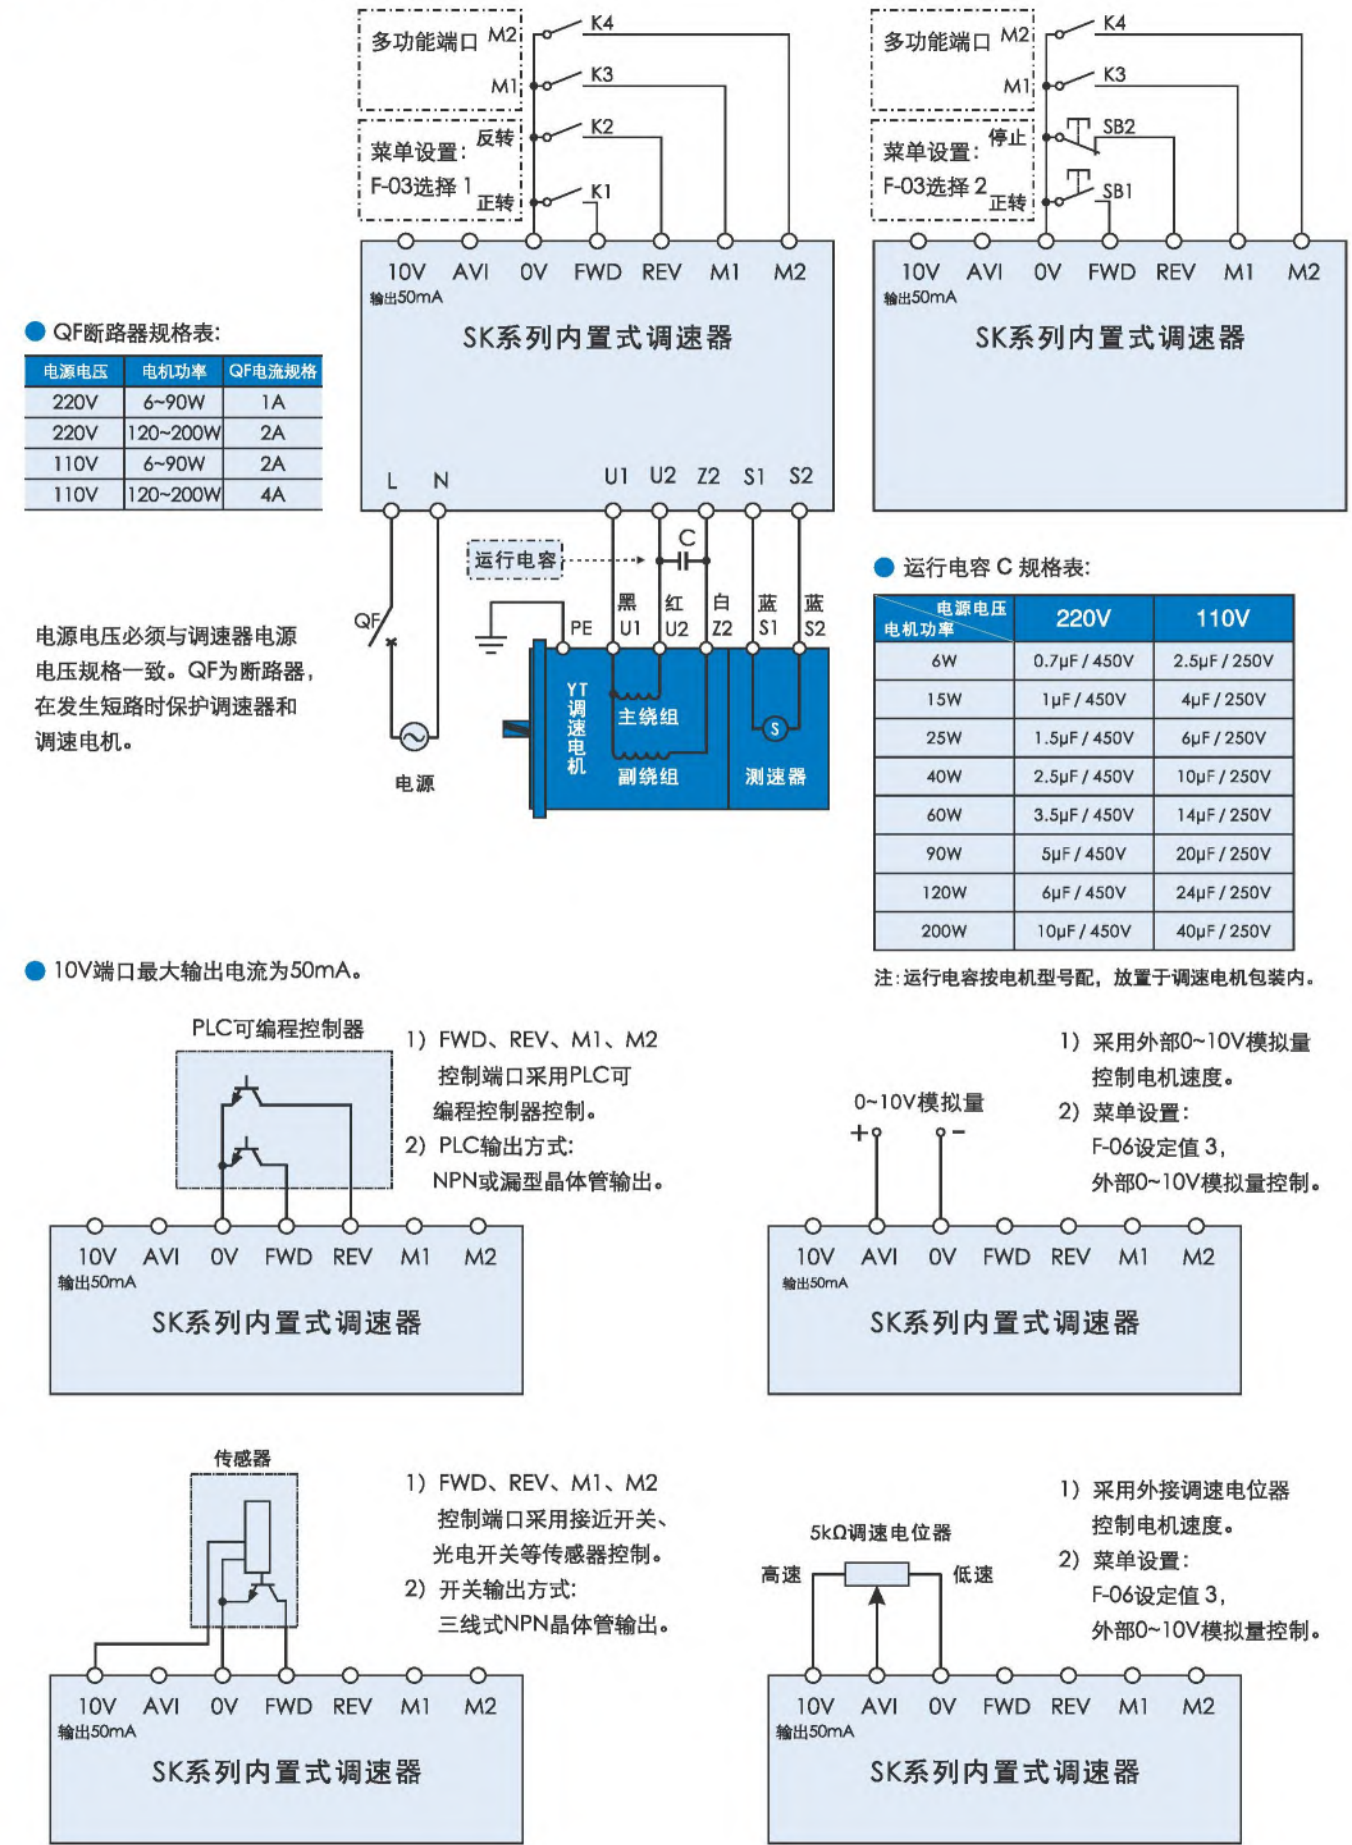 多功能端口 M2 K4
M1 K3
菜单设置: 反转 K2
F-03选择 1 正转 K1
10V AVI 0V FWD REV M1 M2
输出50mA
SK系列内置式调速器
L N U1 U2 Z2 S1 S2
多功能端口 M2 K4
M1 K3
菜单设置: 停止 SB2
F-03选择 2 正转 SB1
10V AVI 0V FWD REV M1 M2
输出50mA
SK系列内置式调速器
QF断路器规格表:
电源电压 电机功率 QF电流规格
220V 6~90W 1A
220V 120~200W 2A
110V 6~90W 2A
110V 120~200W 4A
电源电压必须与调速器电源
电压规格一致。QF为断路器,
在发生短路时保护调速器和
调速电机。
QF
电源
运行电容
C
黑 红 白 蓝 蓝
PE U1 U2 Z2 S1 S2
YT调速电机
主绕组
S
副绕组 测速器
运行电容 C 规格表:
电源电压
电机功率
220V 110V
6W 0.7μF / 450V 2.5μF / 250V
15W 1μF / 450V 4μF / 250V
25W 1.5μF / 450V 6μF / 250V
40W 2.5μF / 450V 10μF / 250V
60W 3.5μF / 450V 14μF / 250V
90W 5μF / 450V 20μF / 250V
120W 6μF / 450V 24μF / 250V
200W 10μF / 450V 40μF / 250V
注:运行电容按电机型号配，放置于调速电机包装内。
10V端口最大输出电流为50mA。
PLC可编程控制器
1) FWD、REV、M1、M2
控制端口采用PLC可
编程控制器控制。
2) PLC输出方式:
NPN或漏型晶体管输出。
10V AVI 0V FWD REV M1 M2
输出50mA
SK系列内置式调速器
0~10V模拟量
+ -
1) 采用外部0~10V模拟量
控制电机速度。
2) 菜单设置:
F-06设定值 3,
外部0~10V模拟量控制。
10V AVI 0V FWD REV M1 M2
输出50mA
SK系列内置式调速器
传感器
1) FWD、REV、M1、M2
控制端口采用接近开关、
光电开关等传感器控制。
2) 开关输出方式:
三线式NPN晶体管输出。
10V AVI 0V FWD REV M1 M2
输出50mA
SK系列内置式调速器
5kΩ调速电位器
高速 低速
1) 采用外接调速电位器
控制电机速度。
2) 菜单设置:
F-06设定值 3,
外部0~10V模拟量控制。
10V AVI 0V FWD REV M1 M2
输出50mA
SK系列内置式调速器